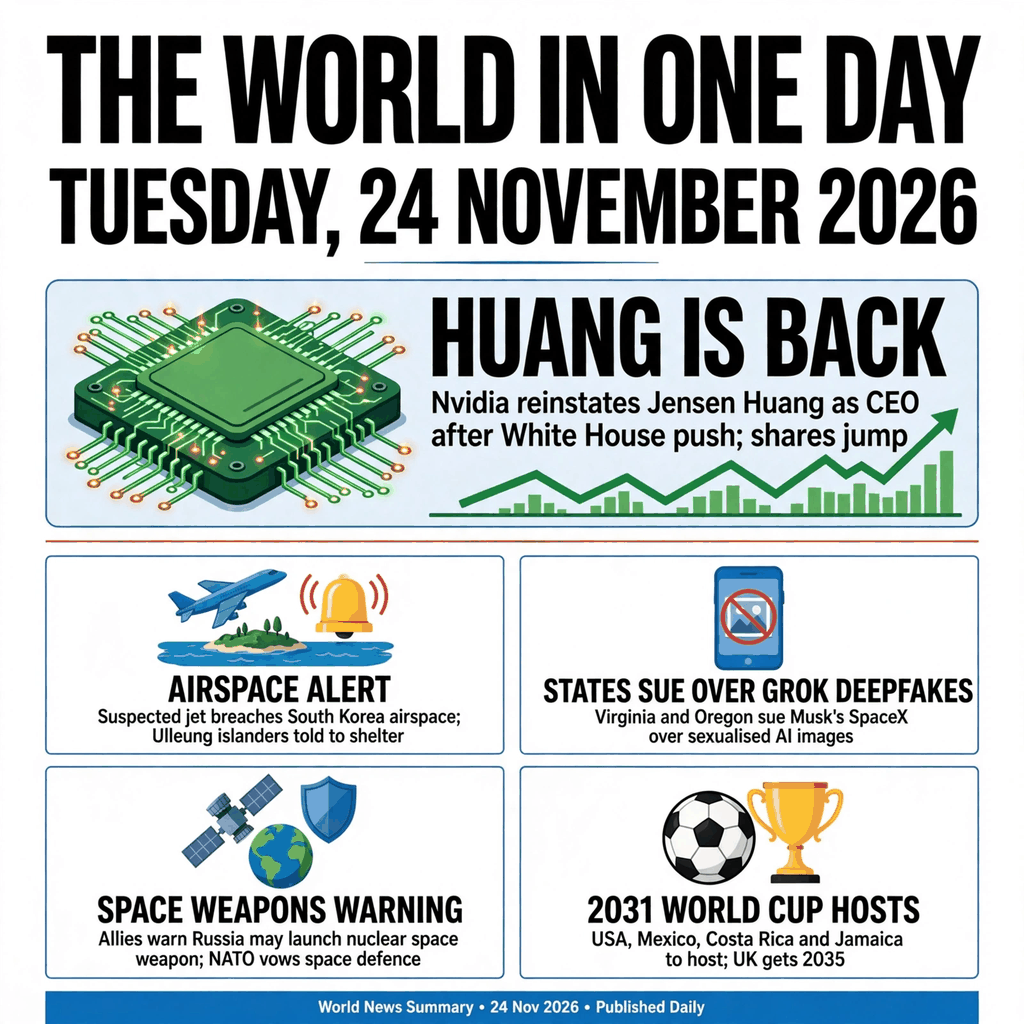 THE WORLD IN ONE DAY
TUESDAY, 24 NOVEMBER 2026
HUANG IS BACK
Nvidia reinstates Jensen Huang as CEO
after White House push; shares jump
AIRSPACE ALERT
Suspected jet breaches South Korea airspace;
Ulleung islanders told to shelter
STATES SUE OVER GROK DEEPFAKES
Virginia and Oregon sue Musk's SpaceX
over sexualised AI images
SPACE WEAPONS WARNING
Allies warn Russia may launch nuclear space
weapon; NATO vows space defence
2031 WORLD CUP HOSTS
USA, Mexico, Costa Rica and Jamaica
to host; UK gets 2035
World News Summary • 24 Nov 2026 • Published Daily